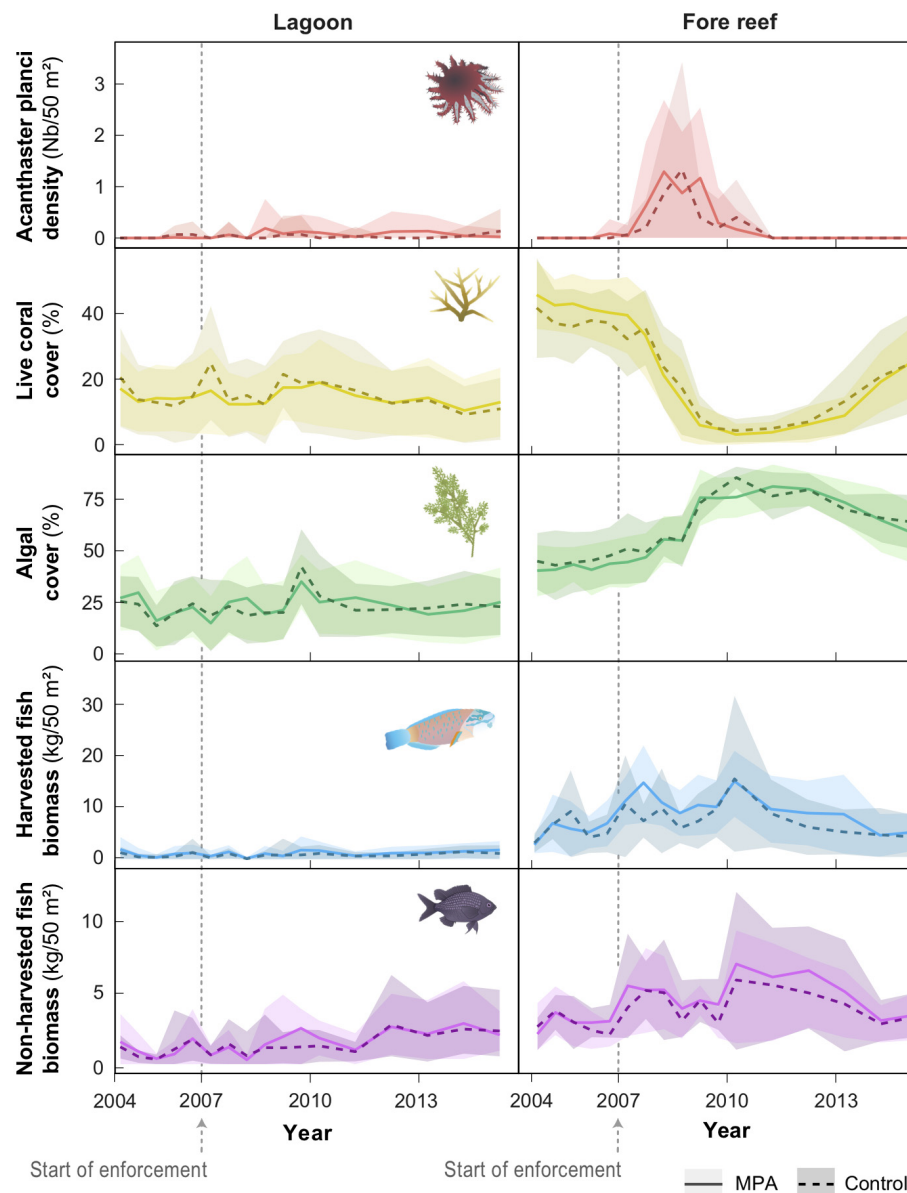 Lagoon
Fore reef
Acanthaster planci
density (Nb/50 m²)
3
2
1
0
Live coral
cover (%)
40
20
0
Algal
cover (%)
75
50
25
0
Harvested fish
biomass (kg/50 m²)
30
20
10
0
Non-harvested fish
biomass (kg/50 m²)
10
5
0
2004 2007 2010 2013 2004 2007 2010 2013
Year Year
Start of enforcement Start of enforcement
MPA Control